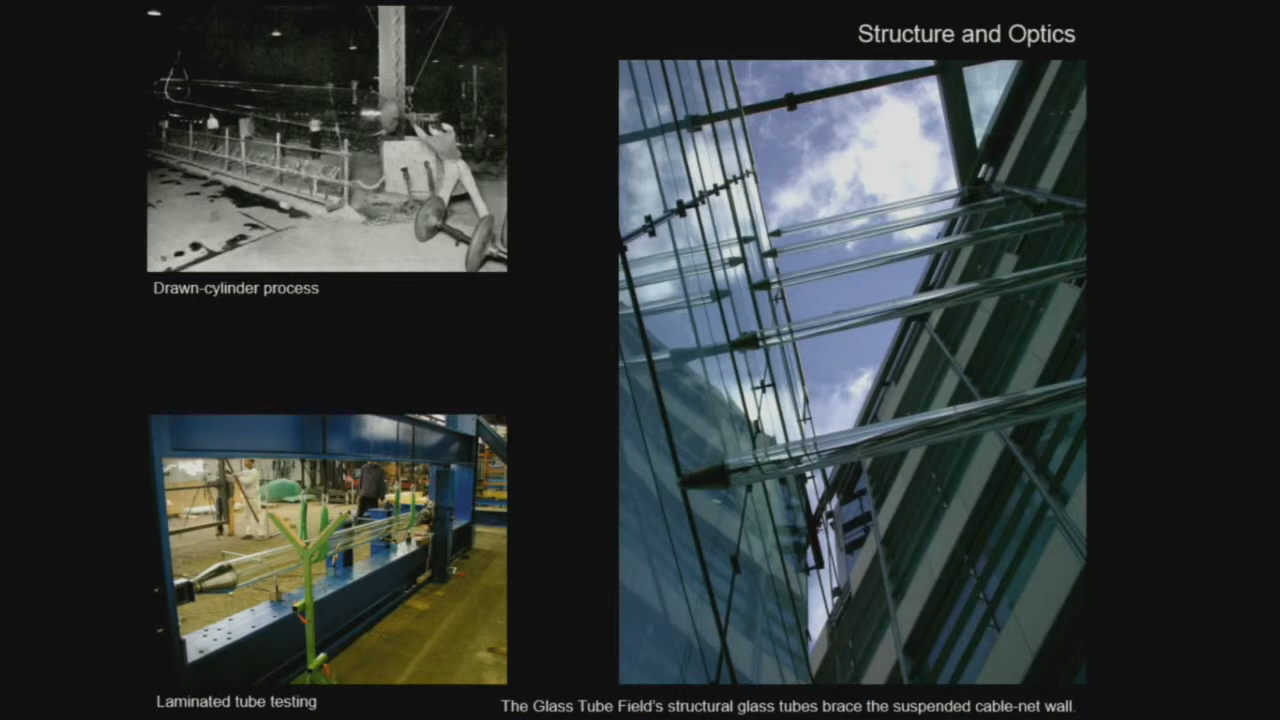 Structure and Optics
Drawn-cylinder process
Laminated tube testing
The Glass Tube Field's structural glass tubes brace the suspended cable-net wall.